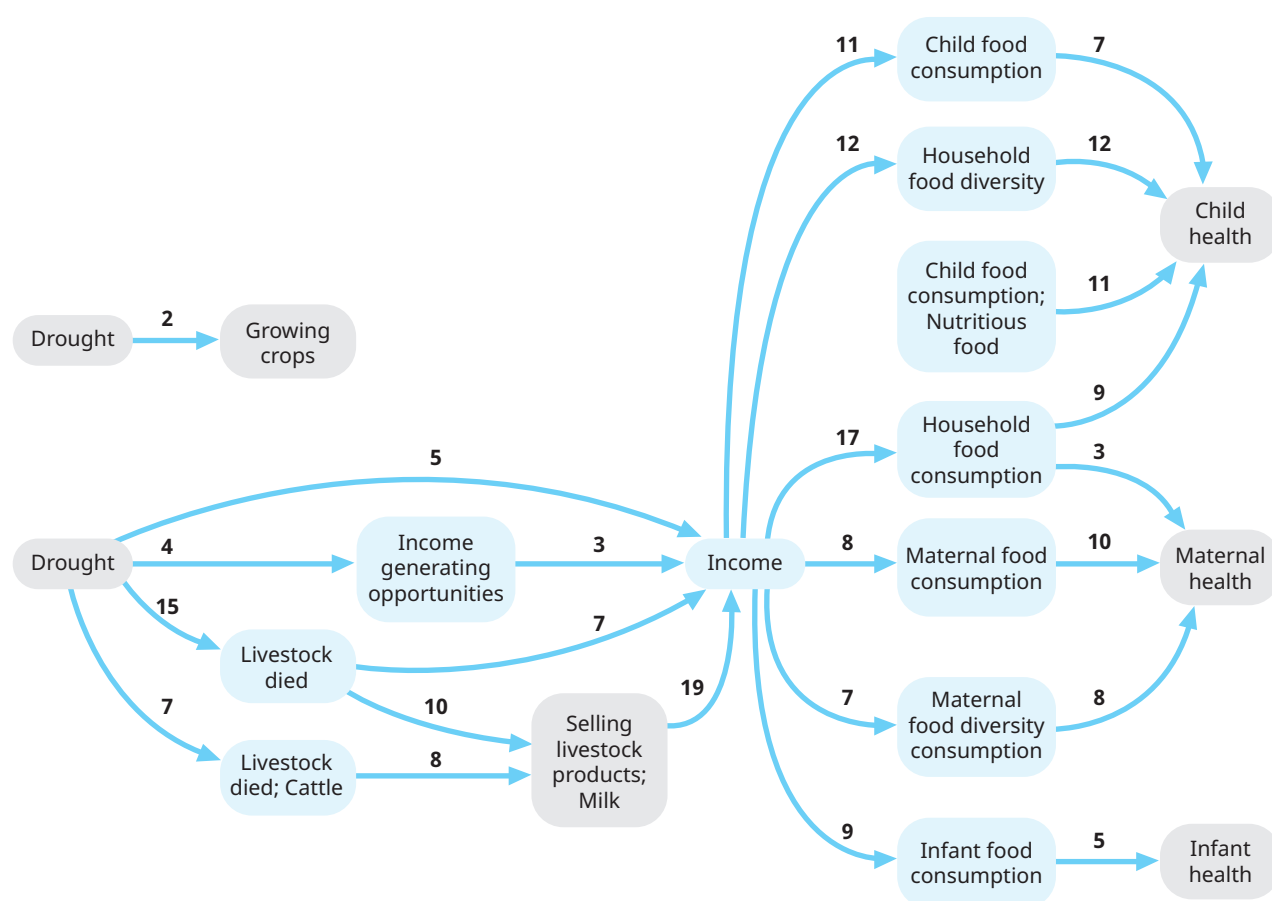 11
Child food
consumption
7
12
Household
food diversity
12
Child
health
Child food
consumption;
Nutritious
food
11
Drought
2
Growing
crops
9
17
Household
food
consumption
3
5
Drought
4
Income
generating
opportunities
3
Income
8
Maternal food
consumption
10
Maternal
health
15
Livestock
died
7
10
7
Livestock
died; Cattle
8
Selling
livestock
products;
Milk
19
7
Maternal
food diversity
consumption
8
9
Infant food
consumption
5
Infant
health